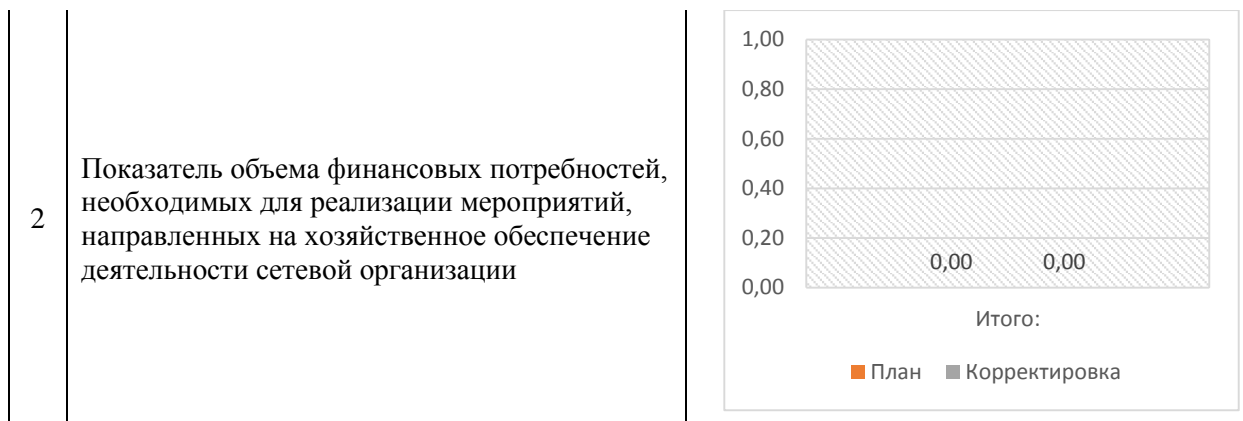 2
Показатель объема финансовых потребностей,
необходимых для реализации мероприятий,
направленных на хозяйственное обеспечение
деятельности сетевой организации
1,00
0,80
0,60
0,40
0,20
0,00
0,00 0,00
Итого:
План Корректировка